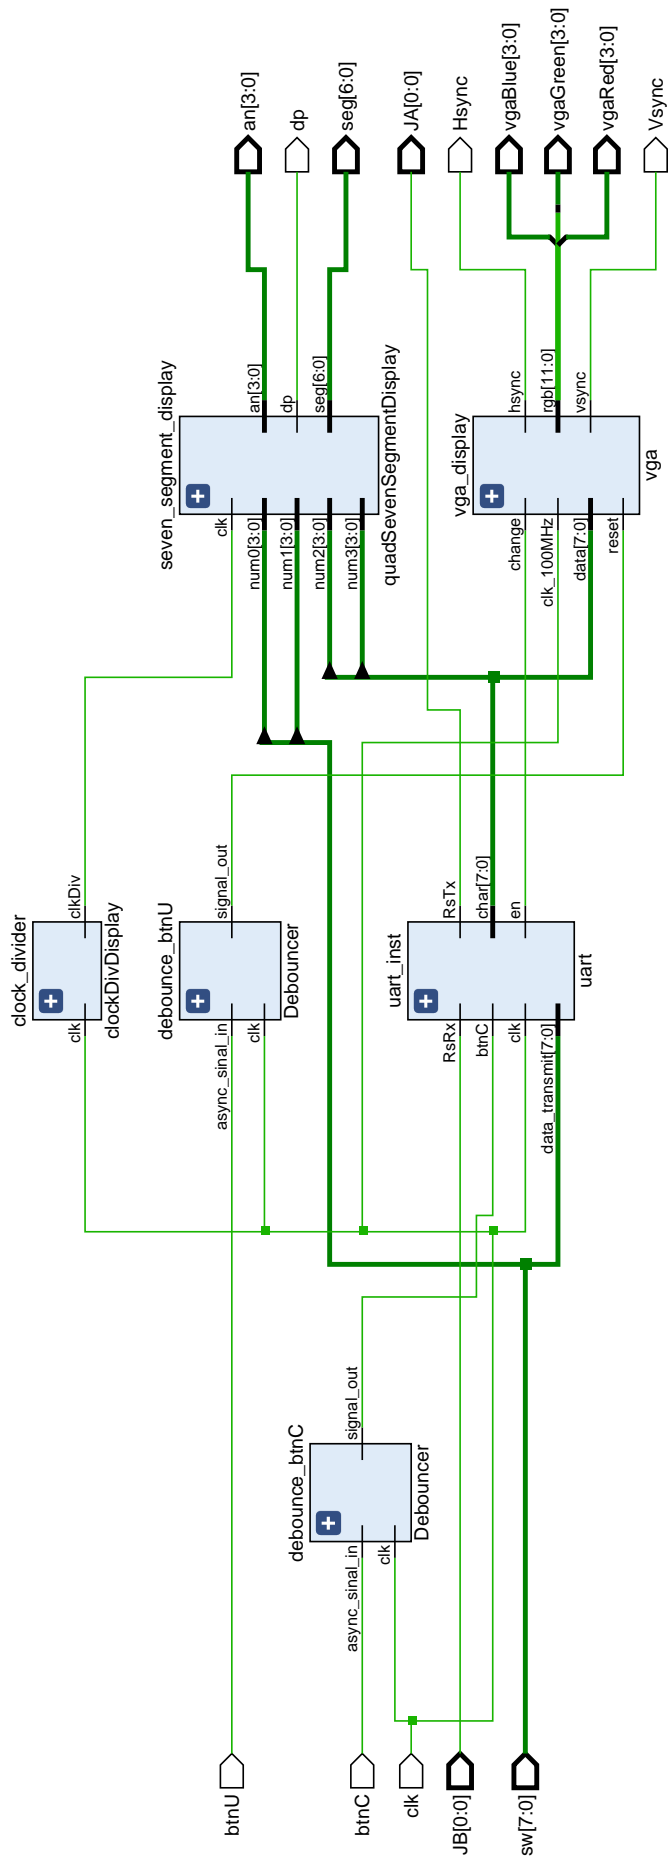 btnU
btnC
clk
JB[0:0]
sw[7:0]
debounce_btnC
async_sinal_in
clk
signal_out
Debouncer
clock_divider
clk
clkDiv
clockDivDisplay
debounce_btnU
async_sinal_in
clk
signal_out
Debouncer
uart_inst
RsRx
btnC
clk
data_transmit[7:0]
RsTx
char[7:0]
en
uart
seven_segment_display
clk
num0[3:0]
num1[3:0]
num2[3:0]
num3[3:0]
an[3:0]
dp
seg[6:0]
quadSevenSegmentDisplay
vga_display
change
clk_100MHz
data[7:0]
reset
hsync
rgb[11:0]
vsync
vga
an[3:0]
dp
seg[6:0]
JA[0:0]
Hsync
vgaBlue[3:0]
vgaGreen[3:0]
vgaRed[3:0]
Vsync